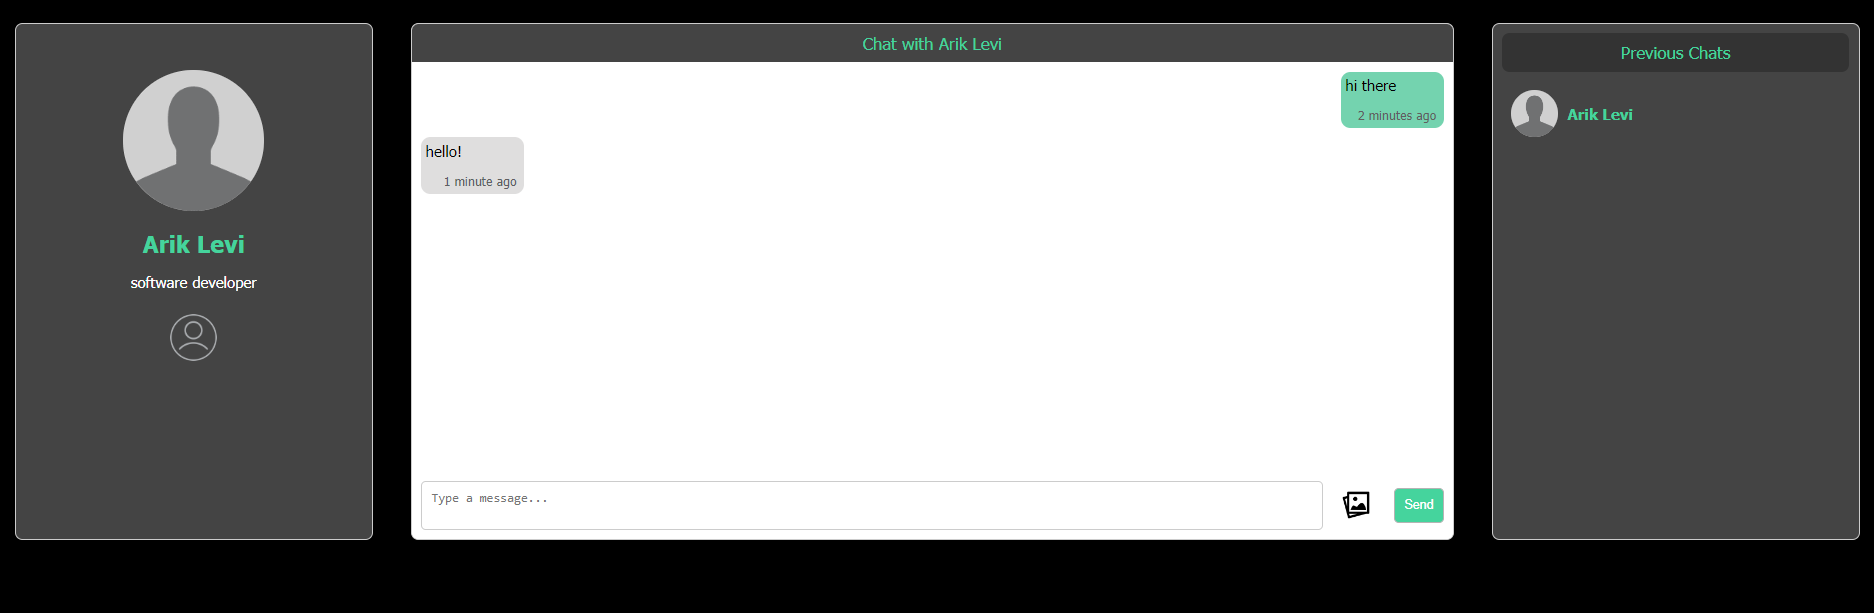 Arik Levi
software developer
Chat with Arik Levi
hi there
2 minutes ago
hello!
1 minute ago
Type a message...
Send
Previous Chats
Arik Levi